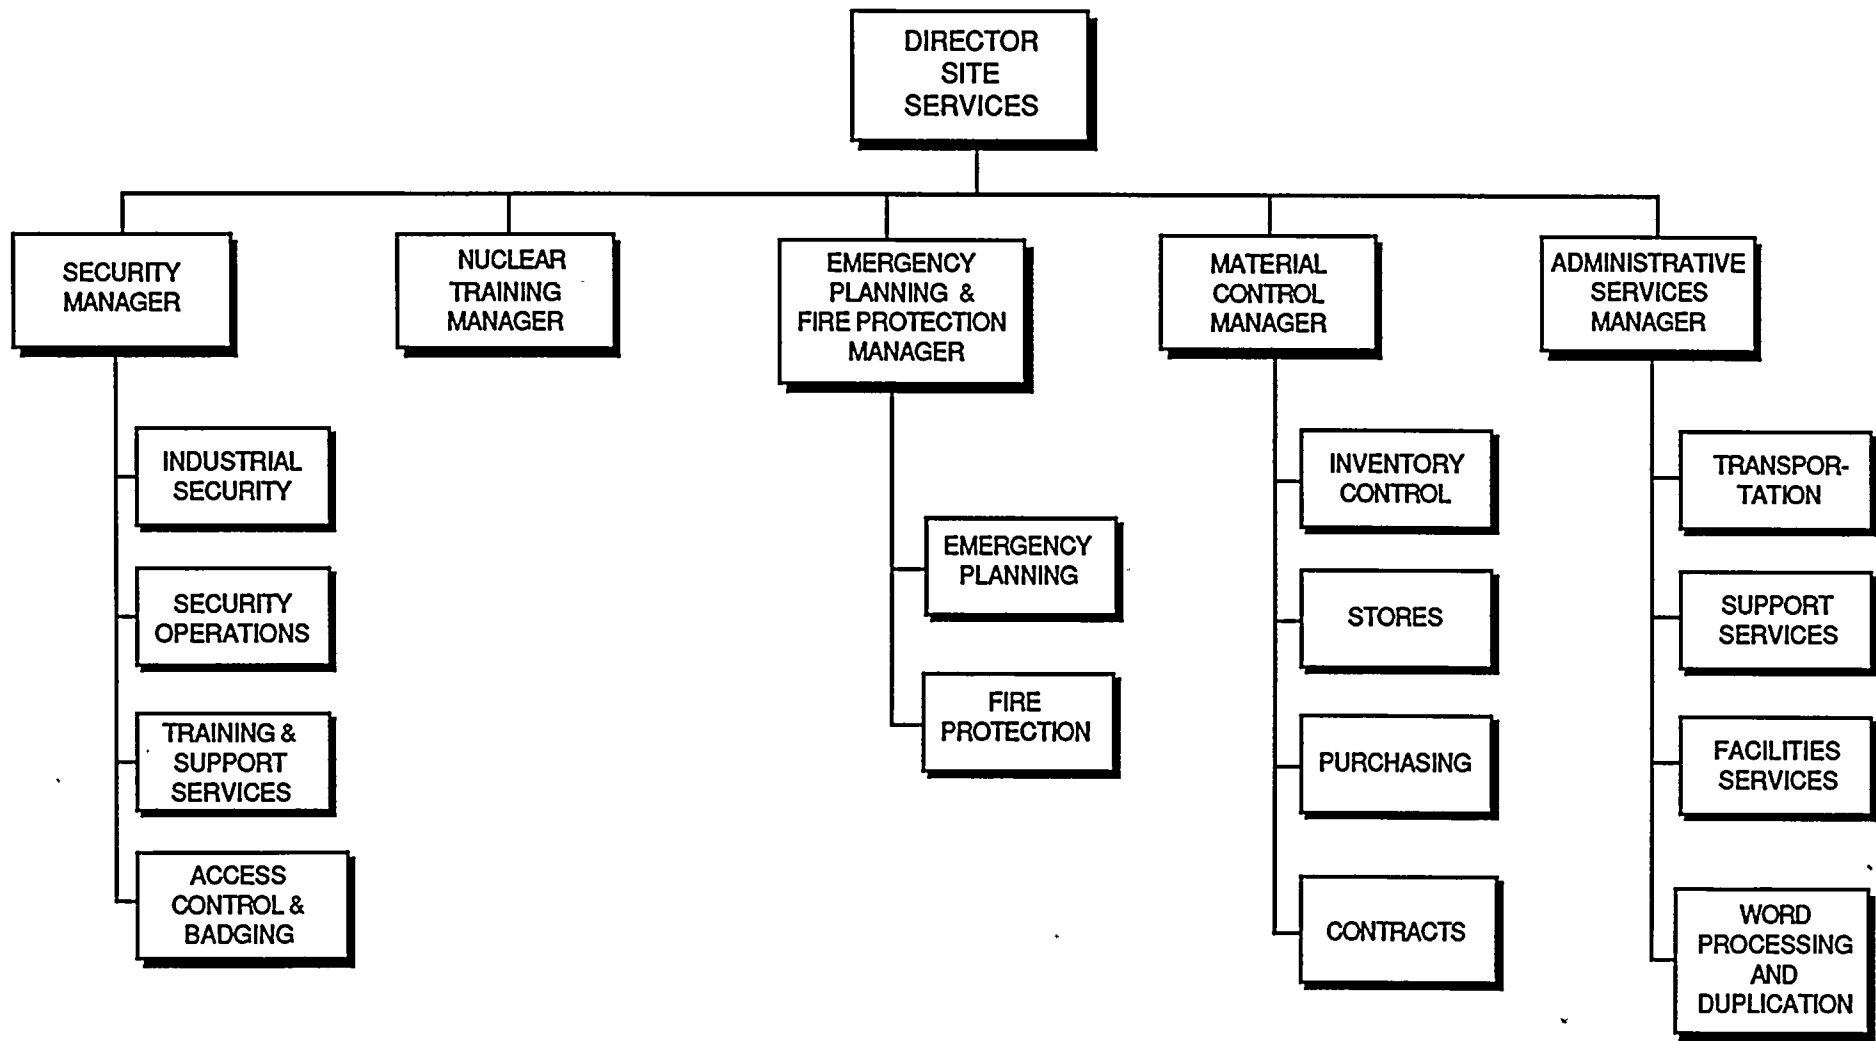 DIRECTOR
SITE
SERVICES
SECURITY
MANAGER
NUCLEAR
TRAINING
MANAGER
EMERGENCY
PLANNING &
FIRE PROTECTION
MANAGER
MATERIAL
CONTROL
MANAGER
ADMINISTRATIVE
SERVICES
MANAGER
INDUSTRIAL
SECURITY
SECURITY
OPERATIONS
TRAINING &
SUPPORT
SERVICES
ACCESS
CONTROL &
BADGING
EMERGENCY
PLANNING
FIRE
PROTECTION
INVENTORY
CONTROL
STORES
PURCHASING
CONTRACTS
TRANSPOR-
TATION
SUPPORT
SERVICES
FACILITIES
SERVICES
WORD
PROCESSING
AND
DUPLICATION